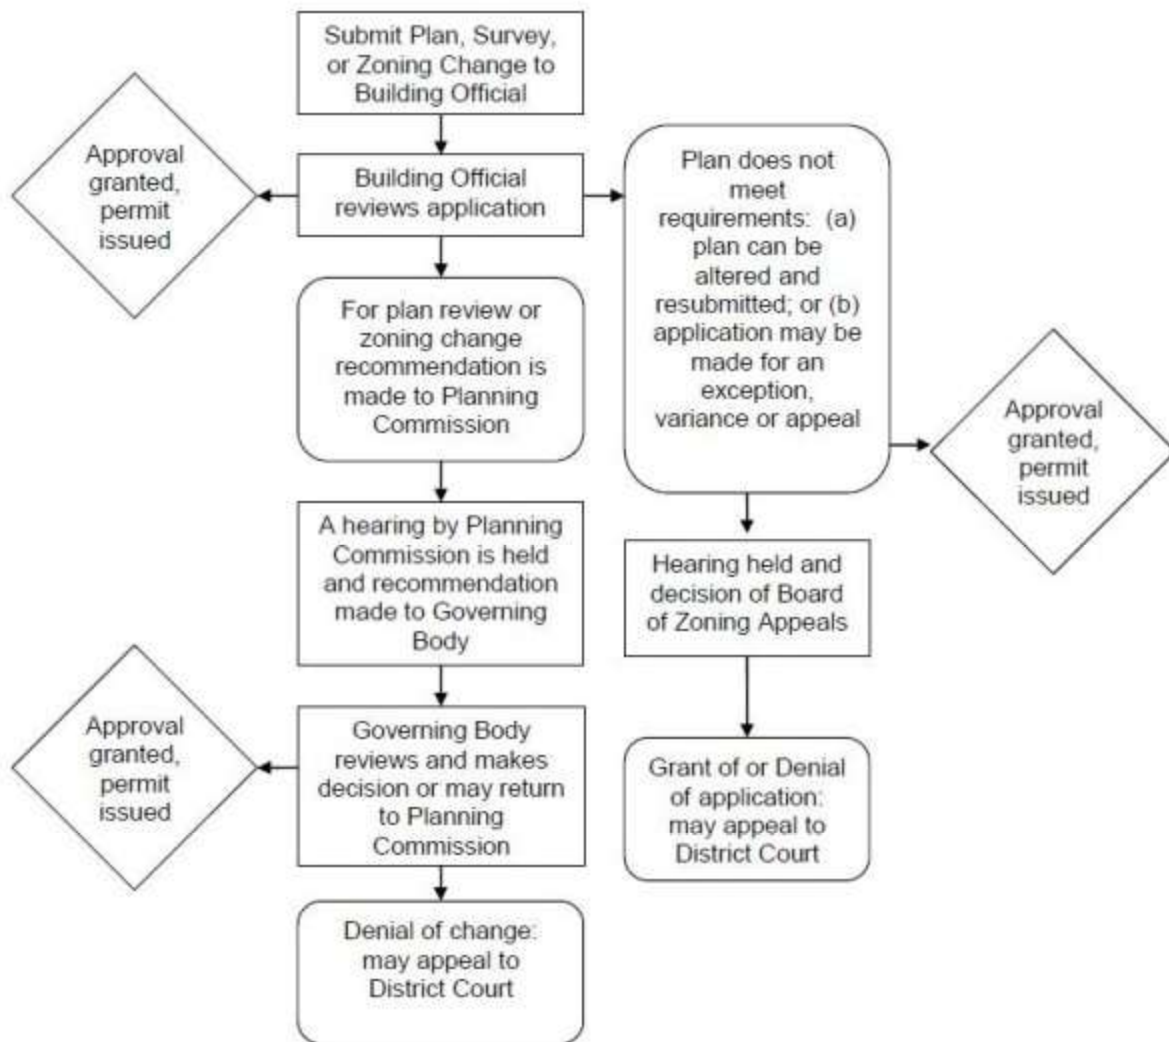 Submit Plan, Survey,
or Zoning Change to
Building Official
Approval
granted,
permit
issued
Building Official
reviews application
Plan does not
meet
requirements: (a)
plan can be
altered and
resubmitted; or (b)
application may be
made for an
exception,
variance or appeal
For plan review or
zoning change
recommendation is
made to Planning
Commission
Approval
granted,
permit
issued
A hearing by Planning
Commission is held
and recommendation
made to Governing
Body
Hearing held and
decision of Board
of Zoning Appeals
Approval
granted,
permit
issued
Governing Body
reviews and makes
decision or may return
to Planning
Commission
Grant of or Denial
of application:
may appeal to
District Court
Denial of change:
may appeal to
District Court